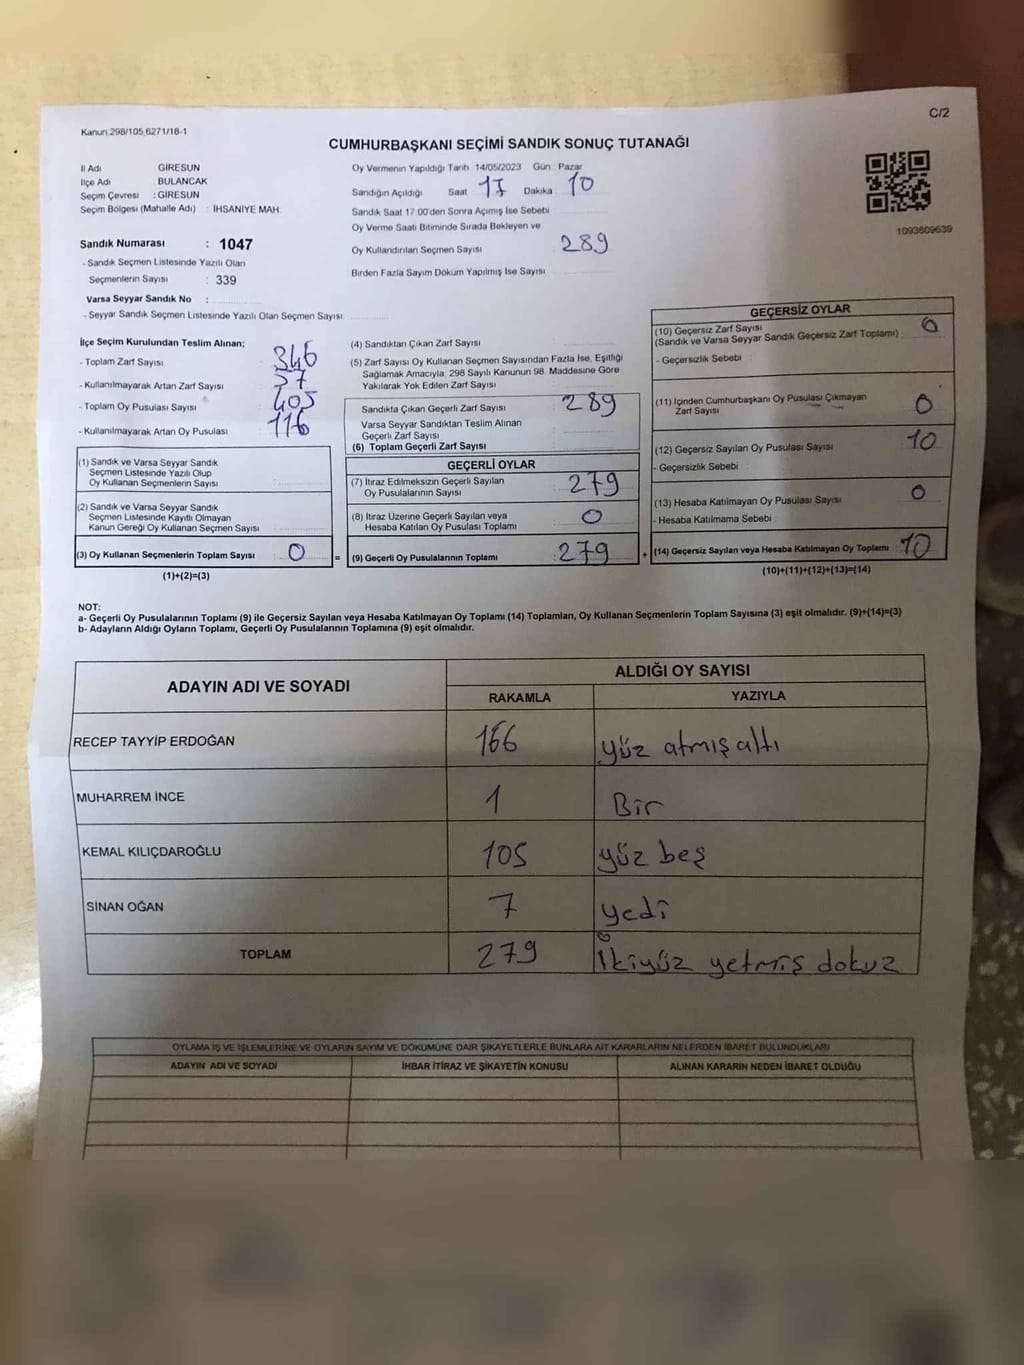 C/2
Kanun.298/105,6271/18-1
CUMHURBAŞKANI SEÇİMİ SANDIK SONUÇ TUTANAĞI
İl Adı GİRESUN
İlçe Adı BULANCAK
Seçim Çevresi : GİRESUN
Seçim Bölgesi (Mahalle Adı) : İHSANİYE MAH.
Sandık Numarası : 1047
- Sandık Seçmen Listesinde Yazılı Olan
Seçmenlerin Sayısı : 339
Varsa Seyyar Sandık No :
- Seyyar Sandık Seçmen Listesinde Yazılı Olan Seçmen Sayısı:
Oy Vermenin Yapıldığı Tarih : 14/05/2023 Gün : Pazar
Sandığın Açıldığı Saat 17 Dakika 10
Sandık Saat 17:00'den Sonra Açılmış İse Sebebi
Oy Verme Saati Bitiminde Sırada Bekleyen ve
Oy Kullandırılan Seçmen Sayısı 289
Birden Fazla Sayım Döküm Yapılmış İse Sayısı
1093609639
İlçe Seçim Kurulundan Teslim Alınan;
- Toplam Zarf Sayısı : 346
- Kullanılmayarak Artan Zarf Sayısı : 57
- Toplam Oy Pusulası Sayısı : 405
- Kullanılmayarak Artan Oy Pusulası : 116
(1) Sandık ve Varsa Seyyar Sandık
Seçmen Listesinde Yazılı Olup
Oy Kullanan Seçmenlerin Sayısı
(2) Sandık ve Varsa Seyyar Sandık
Seçmen Listesinde Kayıtlı Olmayan
Kanun Gereği Oy Kullanan Seçmen Sayısı
(3) Oy Kullanan Seçmenlerin Toplam Sayısı : 0 =
(1)+(2)=(3)
(4) Sandıktan Çıkan Zarf Sayısı
(5) Zarf Sayısı Oy Kullanan Seçmen Sayısından Fazla İse, Eşitliği
Sağlamak Amacıyla; 298 Sayılı Kanunun 98. Maddesine Göre
Yakılarak Yok Edilen Zarf Sayısı
Sandıkta Çıkan Geçerli Zarf Sayısı 289
Varsa Seyyar Sandıktan Teslim Alınan
Geçerli Zarf Sayısı
(6) Toplam Geçerli Zarf Sayısı
GEÇERLİ OYLAR
(7) İtiraz Edilmeksizin Geçerli Sayılan
Oy Pusulalarının Sayısı 279
(8) İtiraz Üzerine Geçerli Sayılan veya
Hesaba Katılan Oy Pusulası Toplamı 0
(9) Geçerli Oy Pusulalarının Toplamı : 279 +
GEÇERSİZ OYLAR
(10) Geçersiz Zarf Sayısı 0
(Sandık ve Varsa Seyyar Sandık Geçersiz Zarf Toplamı)
- Geçersizlik Sebebi
(11) İçinden Cumhurbaşkanı Oy Pusulası Çıkmayan
Zarf Sayısı 0
(12) Geçersiz Sayılan Oy Pusulası Sayısı 10
- Geçersizlik Sebebi :
(13) Hesaba Katılmayan Oy Pusulası Sayısı 0
- Hesaba Katılmama Sebebi
(14) Geçersiz Sayılan veya Hesaba Katılmayan Oy Toplamı : 10
(10)+(11)+(12)+(13)=(14)
NOT:
a- Geçerli Oy Pusulalarının Toplamı (9) ile Geçersiz Sayılan veya Hesaba Katılmayan Oy Toplamı (14) Toplamları, Oy Kullanan Seçmenlerin Toplam Sayısına (3) eşit olmalıdır. (9)+(14)=(3)
b- Adayların Aldığı Oyların Toplamı, Geçerli Oy Pusulalarının Toplamına (9) eşit olmalıdır.
ADAYIN ADI VE SOYADI ALDIĞI OY SAYISI
RAKAMLA YAZIYLA
RECEP TAYYİP ERDOĞAN 166 yüz atmış altı
MUHARREM İNCE 1 Bir
KEMAL KILIÇDAROĞLU 105 yüz beş
SİNAN OĞAN 7 yedi
TOPLAM 279 İkiyüz yetmiş dokuz
OYLAMA İŞ VE İŞLEMLERİNE VE OYLARIN SAYIM VE DÖKÜMÜNE DAİR ŞİKAYETLERLE BUNLARA AİT KARARLARIN NELERDEN İBARET BULUNDUKLARI
ADAYIN ADI VE SOYADI İHBAR İTİRAZ VE ŞİKAYETİN KONUSU ALINAN KARARIN NEDEN İBARET OLDUĞU